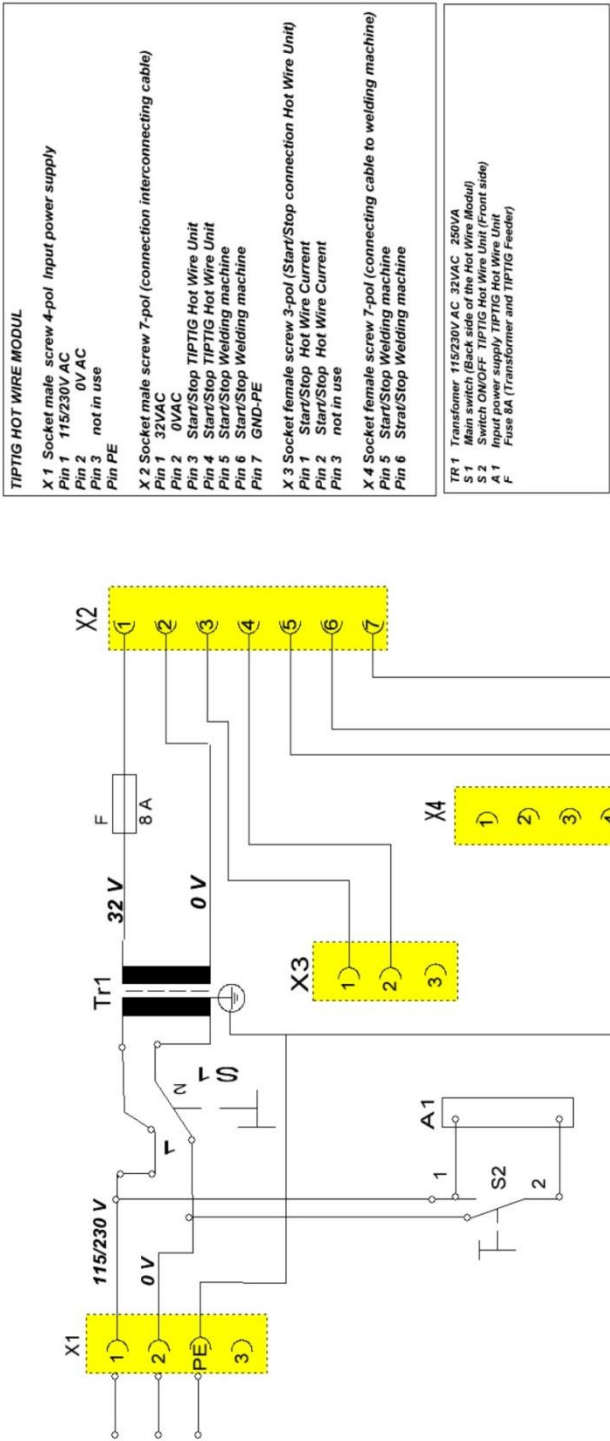 TIPTIG HOT WIRE MODUL
X 1 Socket male screw 4-pol Input power supply
Pin 1 115/230V AC
Pin 2 0V AC
Pin 3 not in use
Pin PE
X 2 Socket male screw 7-pol (connection interconnecting cable)
Pin 1 32VAC
Pin 2 0VAC
Pin 3 Start/Stop TIPTIG Hot Wire Unit
Pin 4 Start/Stop TIPTIG Hot Wire Unit
Pin 5 Start/Stop Welding machine
Pin 6 Start/Stop Welding machine
Pin 7 GND-PE
X 3 Socket female screw 3-pol (Start/Stop connection Hot Wire Unit)
Pin 1 Start/Stop Hot Wire Current
Pin 2 Start/Stop Hot Wire Current
Pin 3 not in use
X 4 Socket female screw 7-pol (connecting cable to welding machine)
Pin 5 Start/Stop Welding machine
Pin 6 Strat/Stop Welding machine
TR 1 Transfomer 115/230V AC 32VAC 250VA
S 1 Main switch (Back side of the Hot Wire Modul)
S 2 Switch ON/OFF TIPTIG Hot Wire Unit (Front side)
A 1 Input power supply TIPTIG Hot Wire Unit
F Fuse 8A (Transformer and TIPTIG Feeder)
X1
1
2
PE
3
115/230 V
0 V
1
2
S1
Tr1
32 V
0 V
F
8 A
X2
1
2
3
4
5
6
7
X3
1
2
3
X4
1
2
3
4
A1
1
S2
2